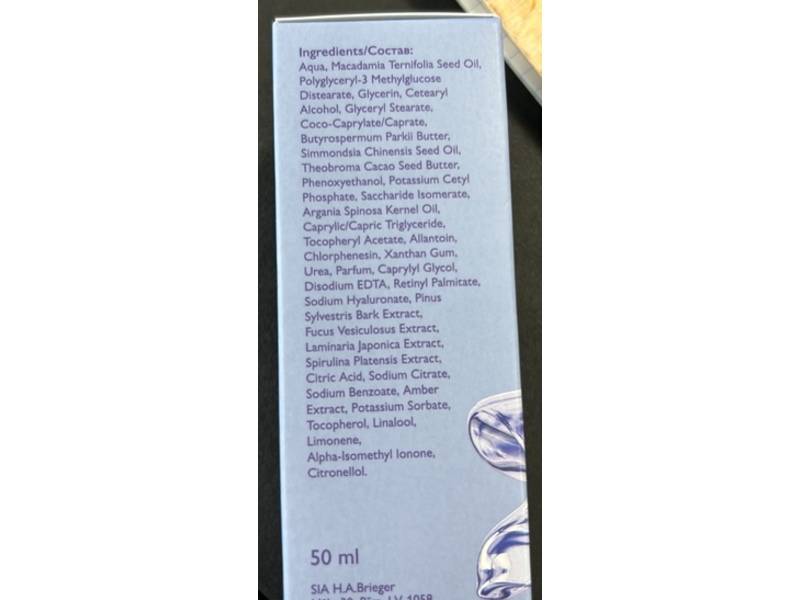 Ingredients/Состав:
Aqua, Macadamia Ternifolia Seed Oil,
Polyglyceryl-3 Methylglucose
Distearate, Glycerin, Cetearyl
Alcohol, Glyceryl Stearate,
Coco-Caprylate/Caprate,
Butyrospermum Parkii Butter,
Simmondsia Chinensis Seed Oil,
Theobroma Cacao Seed Butter,
Phenoxyethanol, Potassium Cetyl
Phosphate, Saccharide Isomerate,
Argania Spinosa Kernel Oil,
Caprylic/Capric Triglyceride,
Tocopheryl Acetate, Allantoin,
Chlorphenesin, Xanthan Gum,
Urea, Parfum, Caprylyl Glycol,
Disodium EDTA, Retinyl Palmitate,
Sodium Hyaluronate, Pinus
Sylvestris Bark Extract,
Fucus Vesiculosus Extract,
Laminaria Japonica Extract,
Spirulina Platensis Extract,
Citric Acid, Sodium Citrate,
Sodium Benzoate, Amber
Extract, Potassium Sorbate,
Tocopherol, Linalool,
Limonene,
Alpha-Isomethyl Ionone,
Citronellol.
50 ml
SIA H.A.Brieger